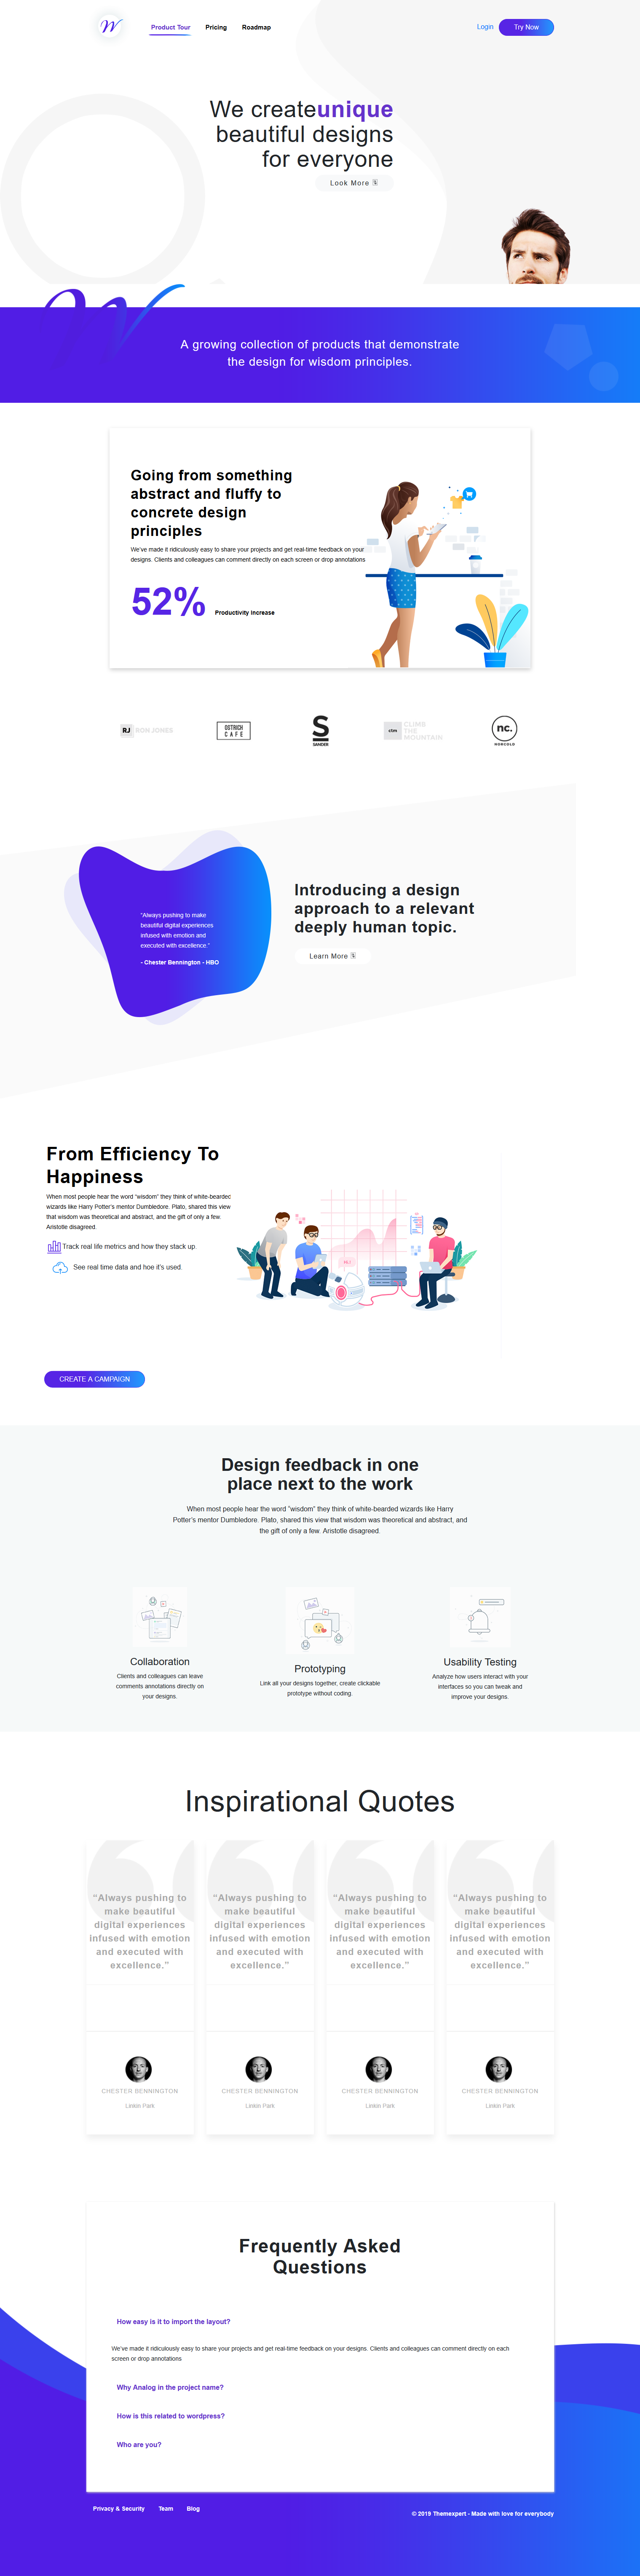 W
Product Tour Pricing Roadmap Login Try Now
We createunique
beautiful designs
for everyone
Look More
W
A growing collection of products that demonstrate
the design for wisdom principles.
Going from something
abstract and fluffy to
concrete design
principles
We've made it ridiculously easy to share your projects and get real-time feedback on your
designs. Clients and colleagues can comment directly on each screen or drop annotations
52% Productivity Increase
RJ RON JONES
OSTRICH
CAFE
S
SANDER
ctm CLIMB
THE
MOUNTAIN
nc.
NORCOLD
"Always pushing to make
beautiful digital experiences
infused with emotion and
executed with excellence."
- Chester Bennington - HBO
Introducing a design
approach to a relevant
deeply human topic.
Learn More
From Efficiency To
Happiness
When most people hear the word "wisdom" they think of white-bearded
wizards like Harry Potter's mentor Dumbledore. Plato, shared this view
that wisdom was theoretical and abstract, and the gift of only a few.
Aristotle disagreed.
Track real life metrics and how they stack up.
See real time data and hoe it's used.
CREATE A CAMPAIGN
Design feedback in one
place next to the work
When most people hear the word "wisdom" they think of white-bearded wizards like Harry
Potter's mentor Dumbledore. Plato, shared this view that wisdom was theoretical and abstract, and
the gift of only a few. Aristotle disagreed.
Collaboration
Clients and colleagues can leave
comments annotations directly on
your designs.
Prototyping
Link all your designs together, create clickable
prototype without coding.
Usability Testing
Analyze how users interact with your
interfaces so you can tweak and
improve your designs.
Inspirational Quotes
“Always pushing to
make beautiful
digital experiences
infused with emotion
and executed with
excellence.”
CHESTER BENNINGTON
Linkin Park
“Always pushing to
make beautiful
digital experiences
infused with emotion
and executed with
excellence.”
CHESTER BENNINGTON
Linkin Park
“Always pushing to
make beautiful
digital experiences
infused with emotion
and executed with
excellence.”
CHESTER BENNINGTON
Linkin Park
“Always pushing to
make beautiful
digital experiences
infused with emotion
and executed with
excellence.”
CHESTER BENNINGTON
Linkin Park
Frequently Asked
Questions
How easy is it to import the layout?
We've made it ridiculously easy to share your projects and get real-time feedback on your designs. Clients and colleagues can comment directly on each
screen or drop annotations
Why Analog in the project name?
How is this related to wordpress?
Who are you?
Privacy & Security Team Blog
© 2019 Themexpert - Made with love for everybody